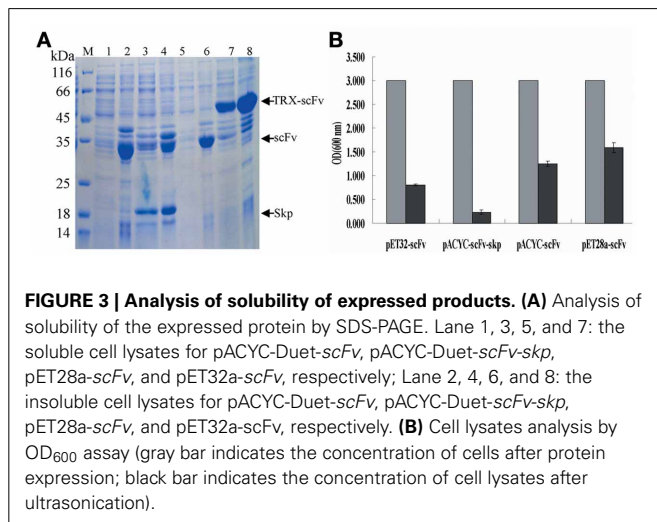 A
B
kDa M 1 2 3 4 5 6 7 8
116
66
45
35
25
18
14
TRX-scFv
scFv
Skp
OD(600 nm)
3.500
3.000
2.500
2.000
1.500
1.000
0.500
0.000
pET32-scFv pACYC-scFv-skp pACYC-scFv pET28a-scFv
FIGURE 3 | Analysis of solubility of expressed products. (A) Analysis of
solubility of the expressed protein by SDS-PAGE. Lane 1, 3, 5, and 7: the
soluble cell lysates for pACYC-Duet-scFv, pACYC-Duet-scFv-skp,
pET28a-scFv, and pET32a-scFv, respectively; Lane 2, 4, 6, and 8: the
insoluble cell lysates for pACYC-Duet-scFv, pACYC-Duet-scFv-skp,
pET28a-scFv, and pET32a-scFv, respectively. (B) Cell lysates analysis by
OD600 assay (gray bar indicates the concentration of cells after protein
expression; black bar indicates the concentration of cell lysates after
ultrasonication).